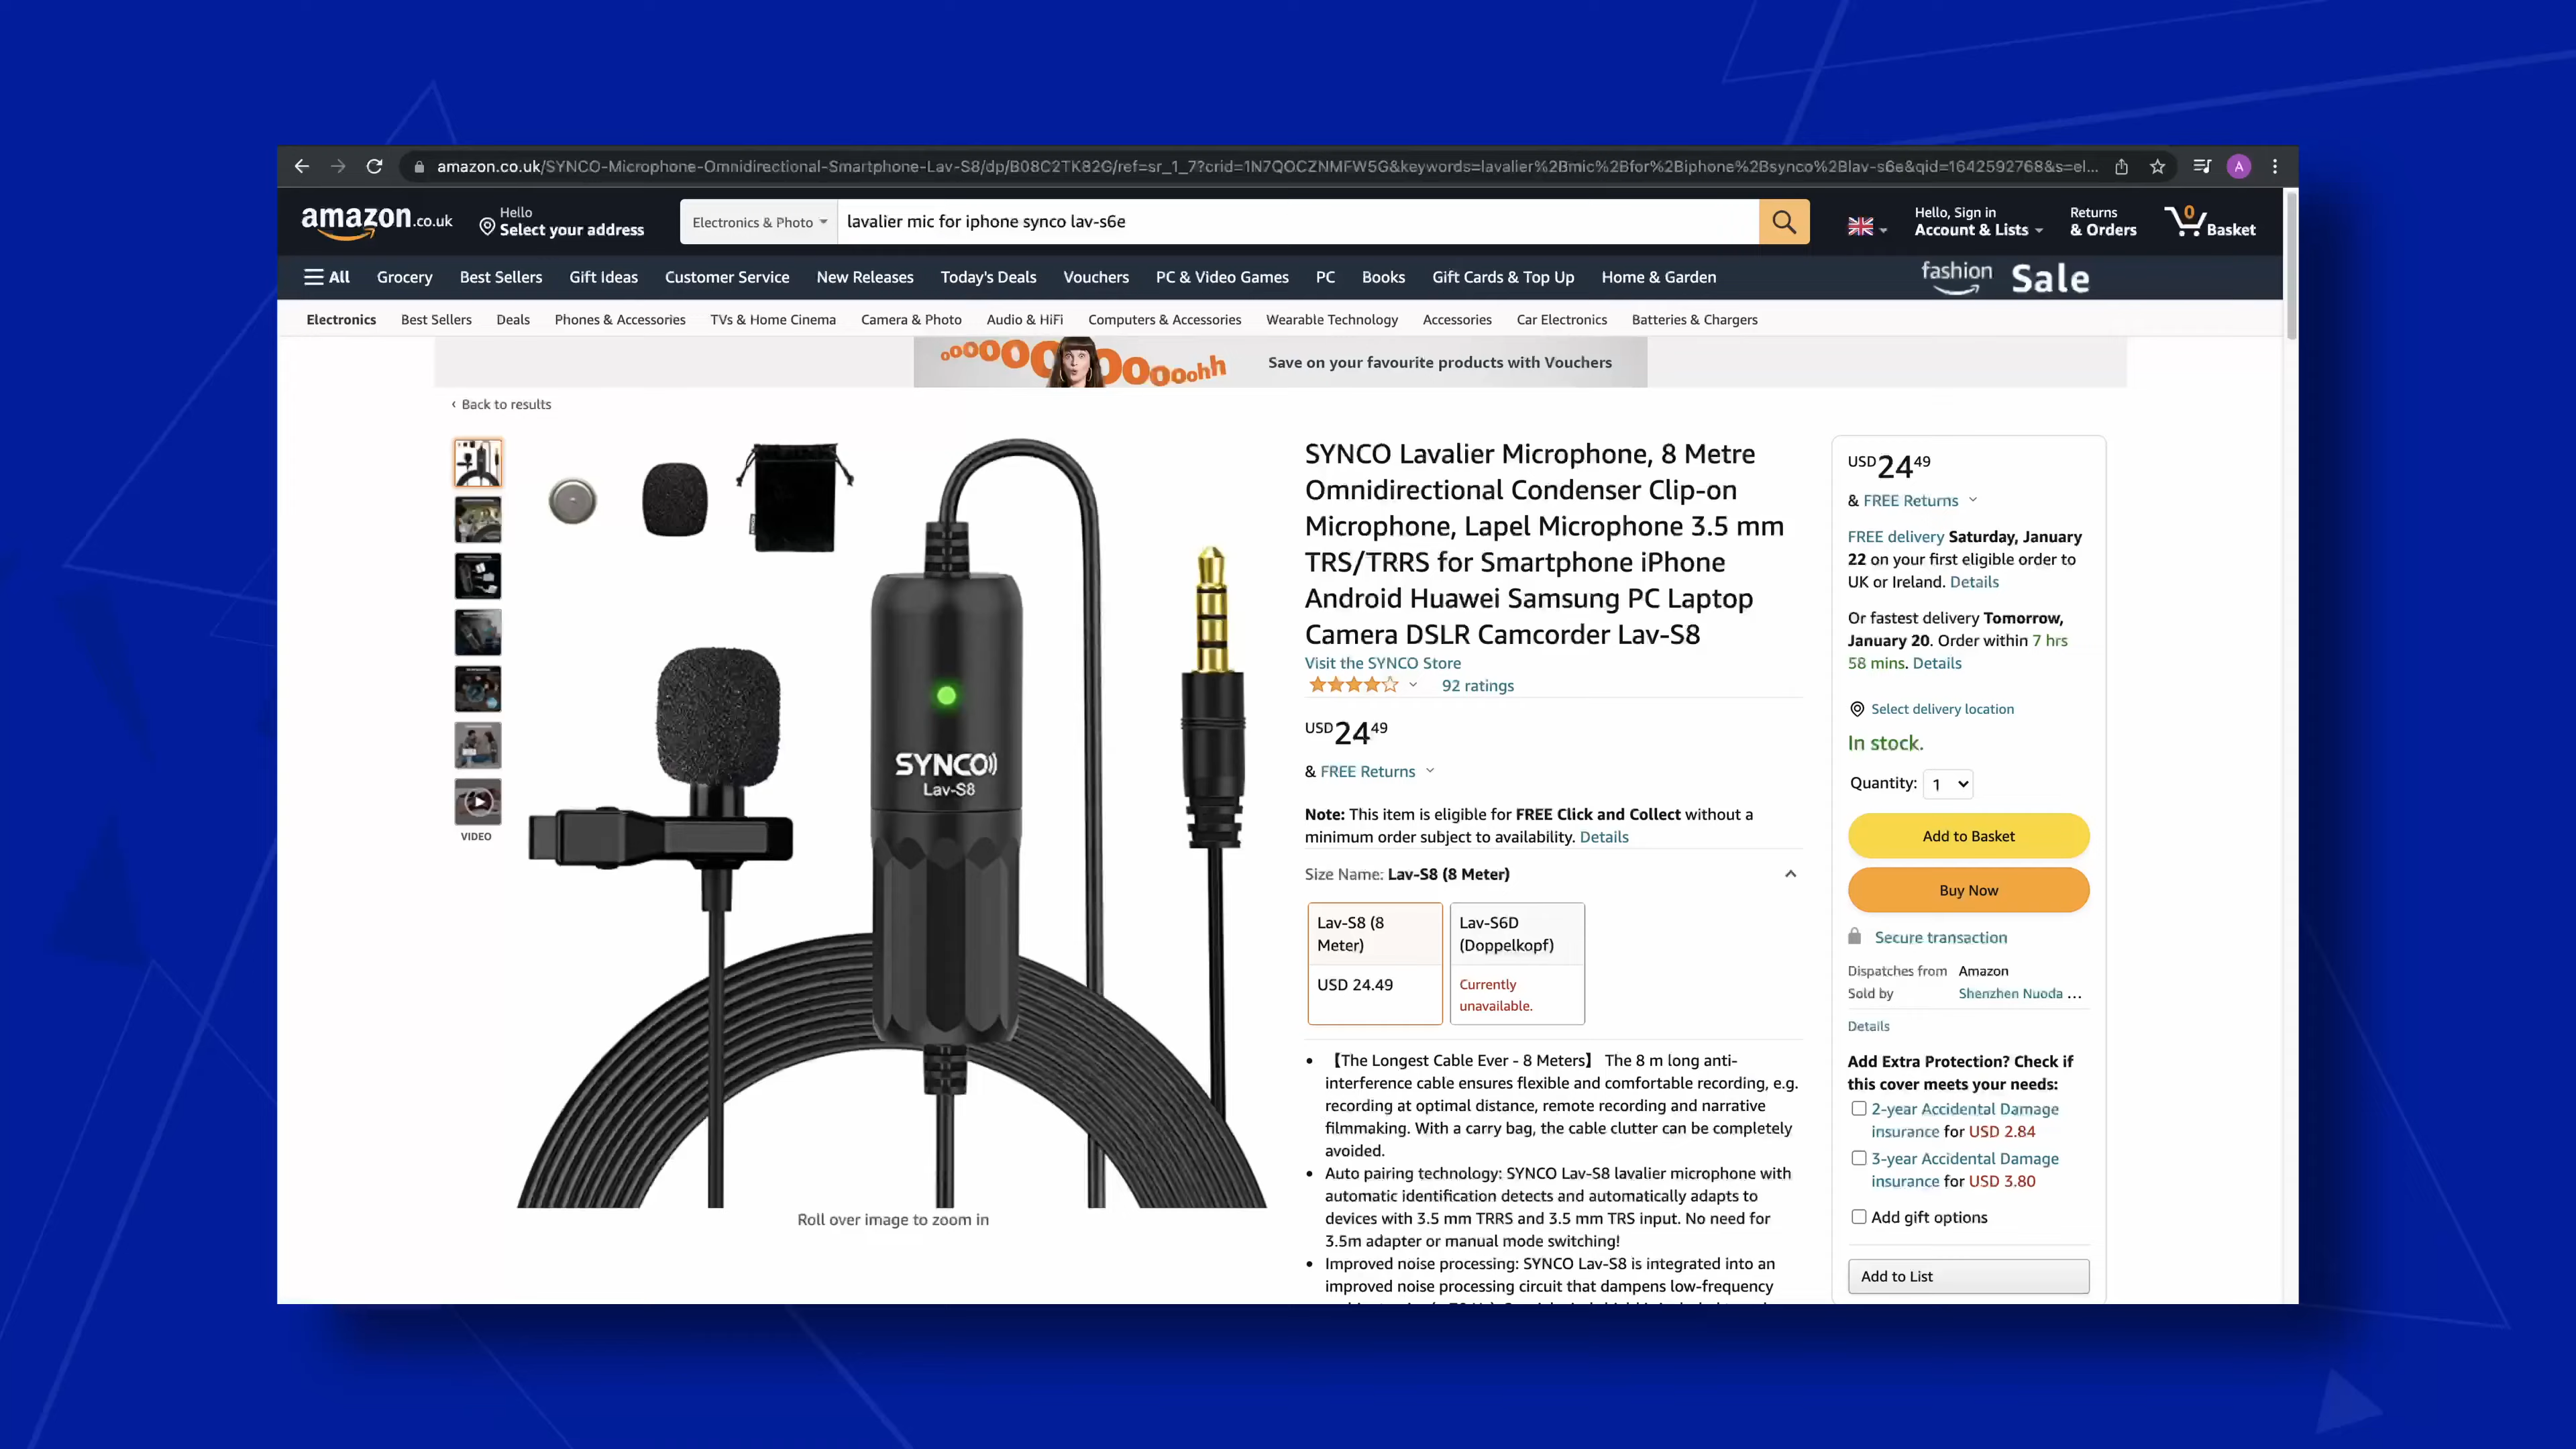 amazon.co.uk/SYNCO-Microphone-Omnidirectional-Smartphone-Lav-S8/dp/B08C2TK82G/ref=sr_1_7?crid=1N7QOCZNMFW5G&keywords=lavalier%2Bmic%2Bfor%2Biphone%2Bsynco%2Blav-s6e&qid=1642592768&s=el...
A
amazon.co.uk
Hello
Select your address
Electronics & Photo
lavalier mic for iphone synco lav-s6e
Hello, Sign in
Account & Lists
Returns
& Orders
0
Basket
All Grocery Best Sellers Gift Ideas Customer Service New Releases Today's Deals Vouchers PC & Video Games PC Books Gift Cards & Top Up Home & Garden
fashion Sale
Electronics Best Sellers Deals Phones & Accessories TVs & Home Cinema Camera & Photo Audio & HiFi Computers & Accessories Wearable Technology Accessories Car Electronics Batteries & Chargers
Save on your favourite products with Vouchers
‹ Back to results
VIDEO
SYNCO
Lav-S8
Roll over image to zoom in
SYNCO Lavalier Microphone, 8 Metre
Omnidirectional Condenser Clip-on
Microphone, Lapel Microphone 3.5 mm
TRS/TRRS for Smartphone iPhone
Android Huawei Samsung PC Laptop
Camera DSLR Camcorder Lav-S8
Visit the SYNCO Store
92 ratings
USD 24 49
& FREE Returns
Note: This item is eligible for FREE Click and Collect without a
minimum order subject to availability. Details
Size Name: Lav-S8 (8 Meter)
Lav-S8 (8
Meter)
USD 24.49
Lav-S6D
(Doppelkopf)
Currently
unavailable.
• 【The Longest Cable Ever - 8 Meters】 The 8 m long anti-
interference cable ensures flexible and comfortable recording, e.g.
recording at optimal distance, remote recording and narrative
filmmaking. With a carry bag, the cable clutter can be completely
avoided.
• Auto pairing technology: SYNCO Lav-S8 lavalier microphone with
automatic identification detects and automatically adapts to
devices with 3.5 mm TRRS and 3.5 mm TRS input. No need for
3.5m adapter or manual mode switching!
• Improved noise processing: SYNCO Lav-S8 is integrated into an
improved noise processing circuit that dampens low-frequency
USD 24 49
& FREE Returns
FREE delivery Saturday, January
22 on your first eligible order to
UK or Ireland. Details
Or fastest delivery Tomorrow,
January 20. Order within 7 hrs
58 mins. Details
Select delivery location
In stock.
Quantity: 1
Add to Basket
Buy Now
Secure transaction
Dispatches from Amazon
Sold by Shenzhen Nuoda ...
Details
Add Extra Protection? Check if
this cover meets your needs:
2-year Accidental Damage
insurance for USD 2.84
3-year Accidental Damage
insurance for USD 3.80
Add gift options
Add to List